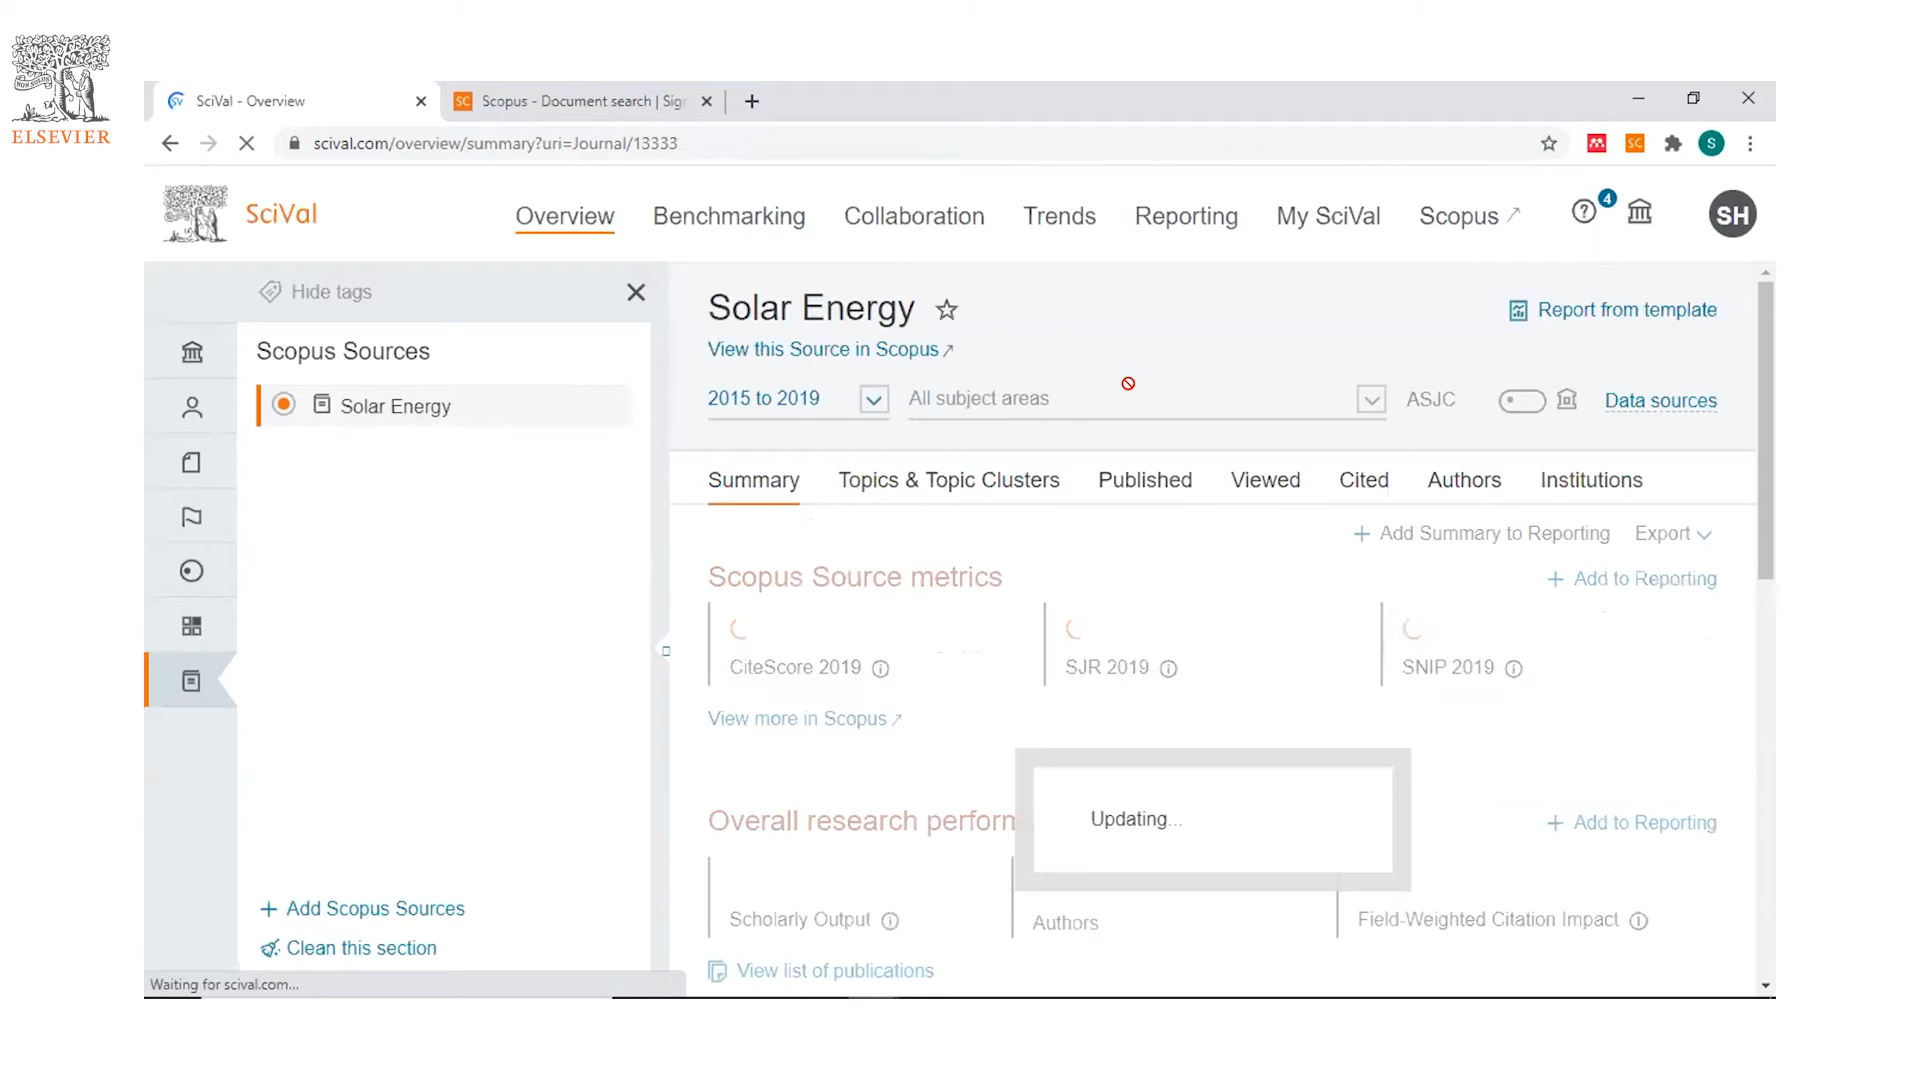 ELSEVIER
SciVal - Overview
SC Scopus - Document search | Sig
scival.com/overview/summary?uri=Journal/13333
SC
S
SciVal
Overview
Benchmarking
Collaboration
Trends
Reporting
My SciVal
Scopus
4
SH
Hide tags
Scopus Sources
Solar Energy
Add Scopus Sources
Clean this section
Waiting for scival.com...
Solar Energy
Report from template
View this Source in Scopus
2015 to 2019
All subject areas
ASJC
Data sources
Summary
Topics & Topic Clusters
Published
Viewed
Cited
Authors
Institutions
+ Add Summary to Reporting
Export
Scopus Source metrics
+ Add to Reporting
CiteScore 2019
SJR 2019
SNIP 2019
View more in Scopus
Overall research perform
Updating...
+ Add to Reporting
Scholarly Output
Authors
Field-Weighted Citation Impact
View list of publications